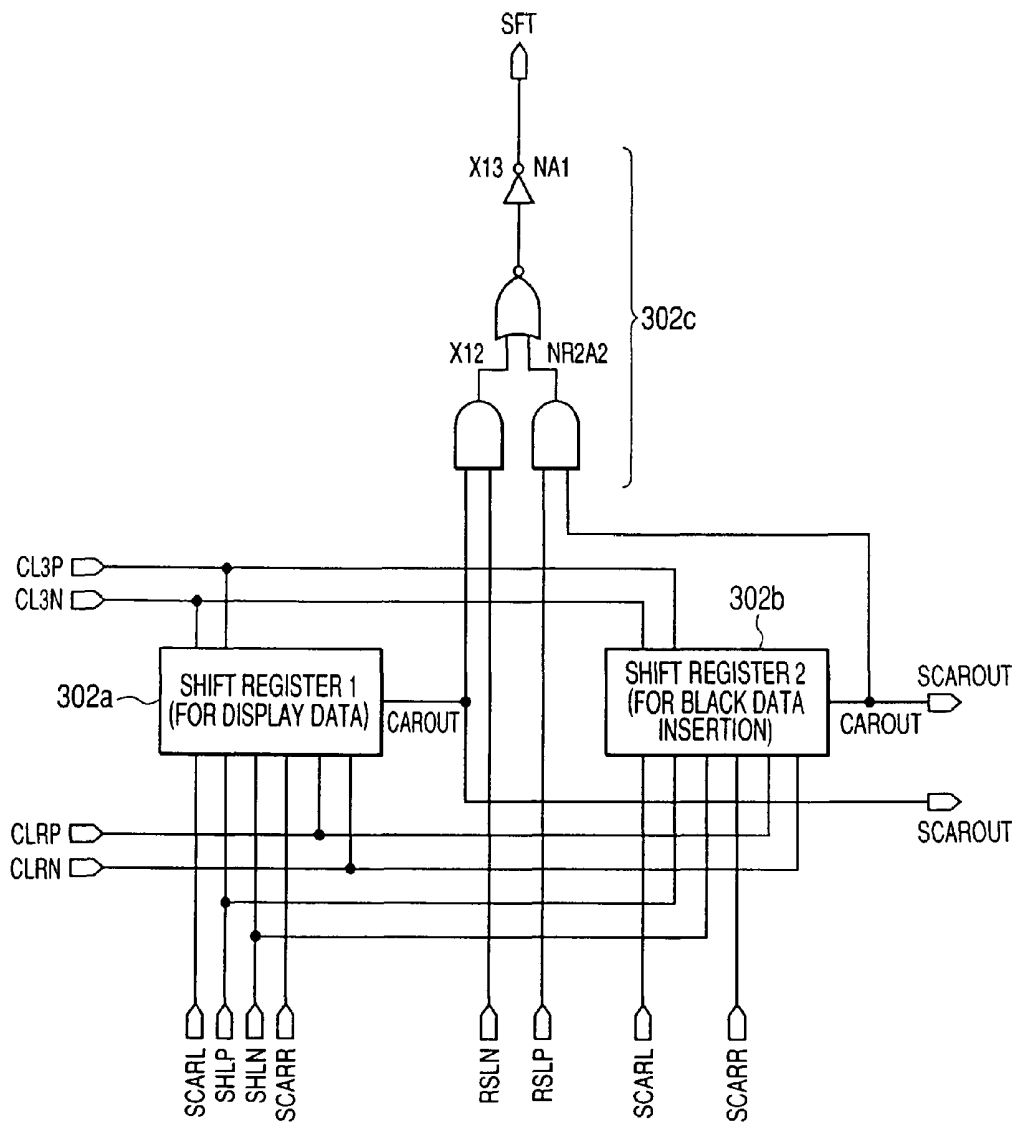 SFT
X13 NA1
302c
X12 NR2A2
CL3P
CL3N
302b
302a
SHIFT REGISTER 1
(FOR DISPLAY DATA)
CAROUT
SHIFT REGISTER 2
(FOR BLACK DATA
INSERTION)
CAROUT
SCAROUT
SCAROUT
CLRP
CLRN
SCARL
SHLP
SHLN
SCARR
RSLN
RSLP
SCARL
SCARR